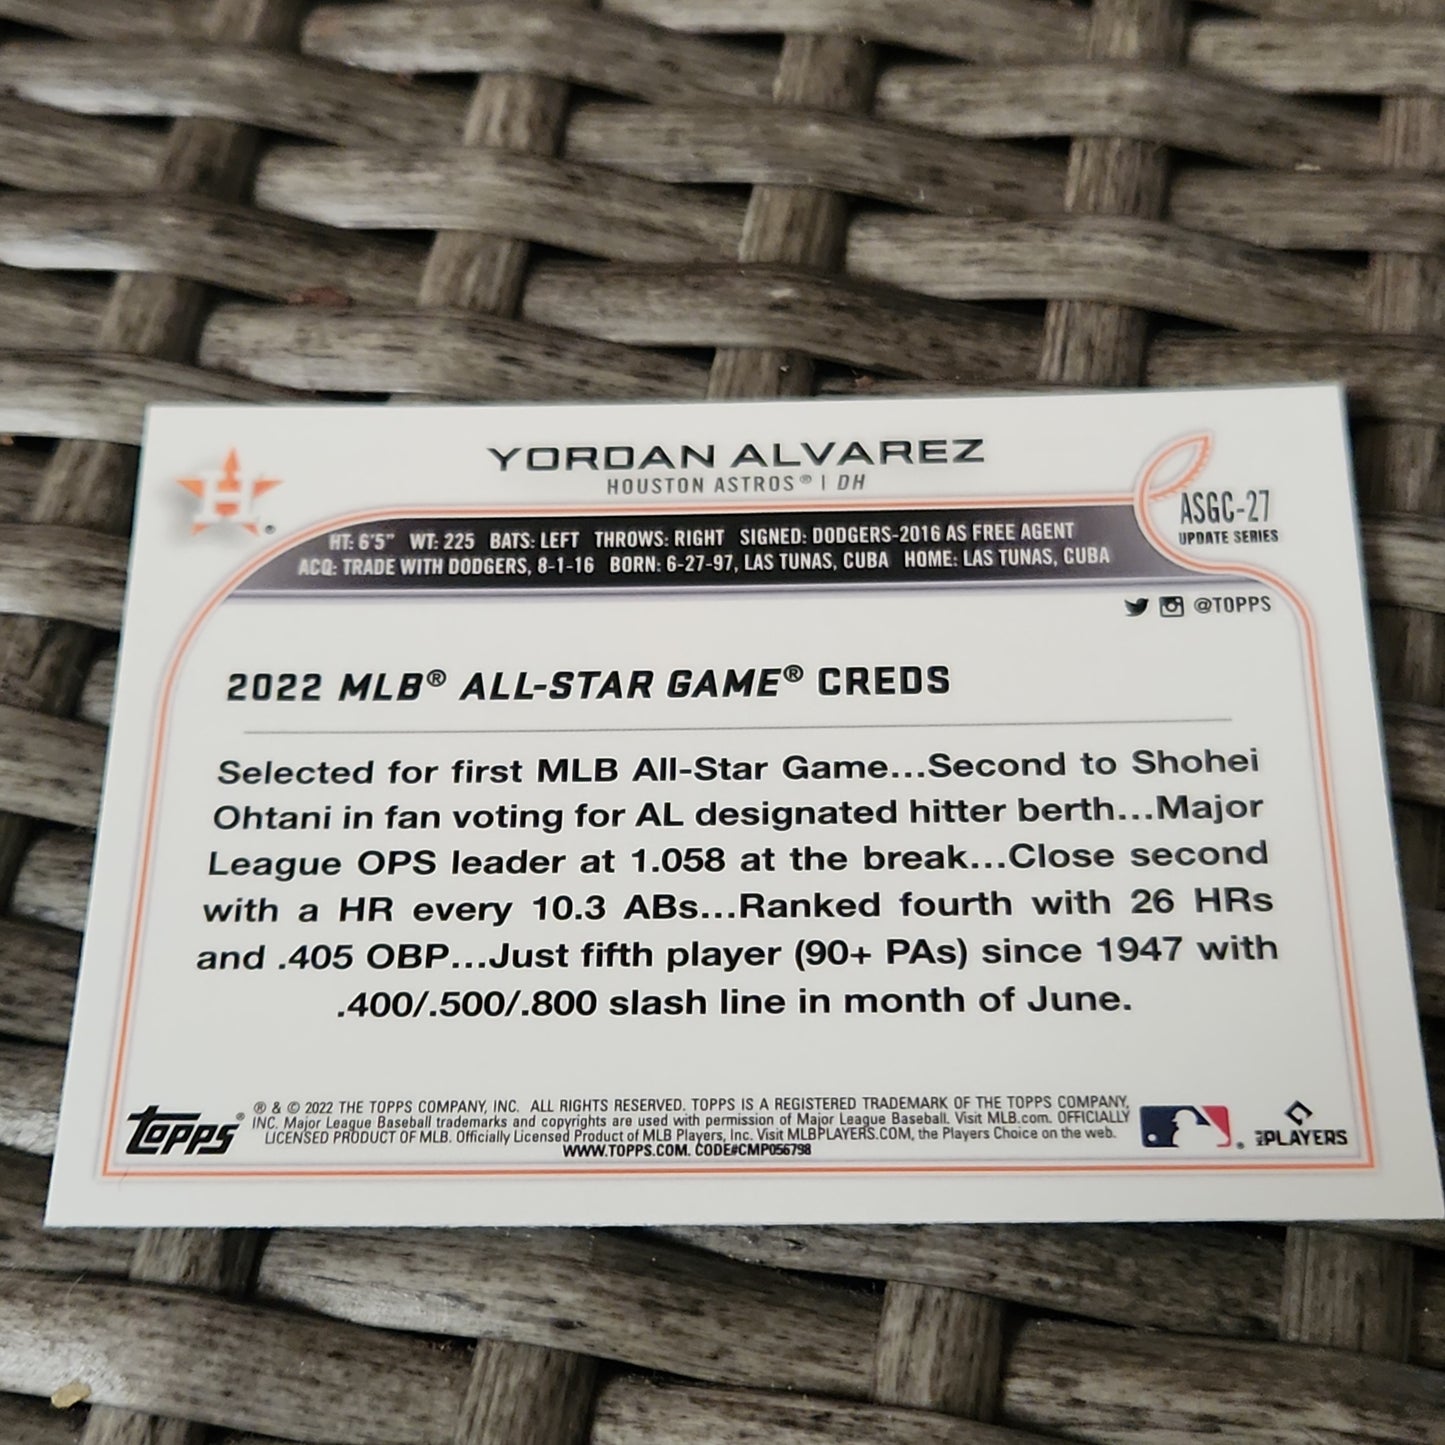 YORDAN ALVAREZ
HOUSTON ASTROS® | DH
ASGC-27
UPDATE SERIES
H®
HT: 6'5" WT: 225 BATS: LEFT THROWS: RIGHT SIGNED: DODGERS-2016 AS FREE AGENT
ACQ: TRADE WITH DODGERS, 8-1-16 BORN: 6-27-97, LAS TUNAS, CUBA HOME: LAS TUNAS, CUBA
@TOPPS
2022 MLB® ALL-STAR GAME® CREDS
Selected for first MLB All-Star Game...Second to Shohei
Ohtani in fan voting for AL designated hitter berth...Major
League OPS leader at 1.058 at the break...Close second
with a HR every 10.3 ABs...Ranked fourth with 26 HRs
and .405 OBP...Just fifth player (90+ PAs) since 1947 with
.400/.500/.800 slash line in month of June.
Topps®
® & © 2022 THE TOPPS COMPANY, INC. ALL RIGHTS RESERVED. TOPPS IS A REGISTERED TRADEMARK OF THE TOPPS COMPANY,
INC. Major League Baseball trademarks and copyrights are used with permission of Major League Baseball. Visit MLB.com. OFFICIALLY
LICENSED PRODUCT OF MLB. Officially Licensed Product of MLB Players, Inc. Visit MLBPLAYERS.COM, the Players Choice on the web.
WWW.TOPPS.COM. CODE#CMP056798
MLB PLAYERS